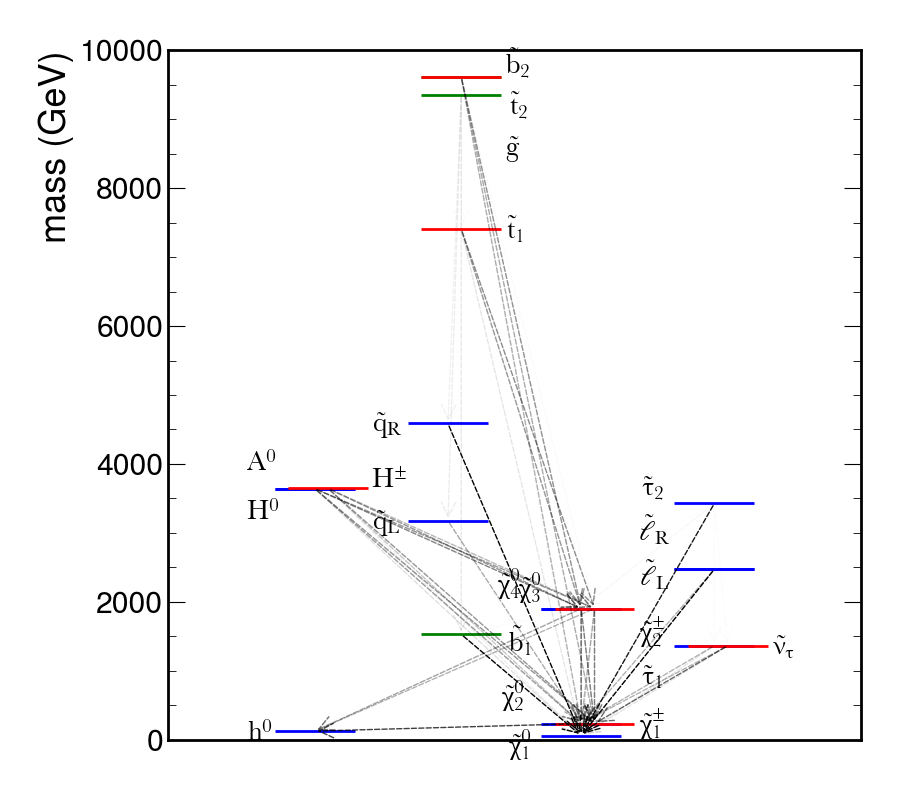 mass (GeV)
10000
8000
6000
4000
2000
0
b̃₂
t̃₂
g̃
t̃₁
q̃R
A⁰
H±
H⁰
q̃L
τ̃₂
ℓ̃R
ℓ̃L
χ̃⁰₄
χ̃⁰₃
χ̃±₂
b̃₁
ν̃τ
τ̃₁
χ̃⁰₂
h⁰
χ̃±₁
χ̃⁰₁